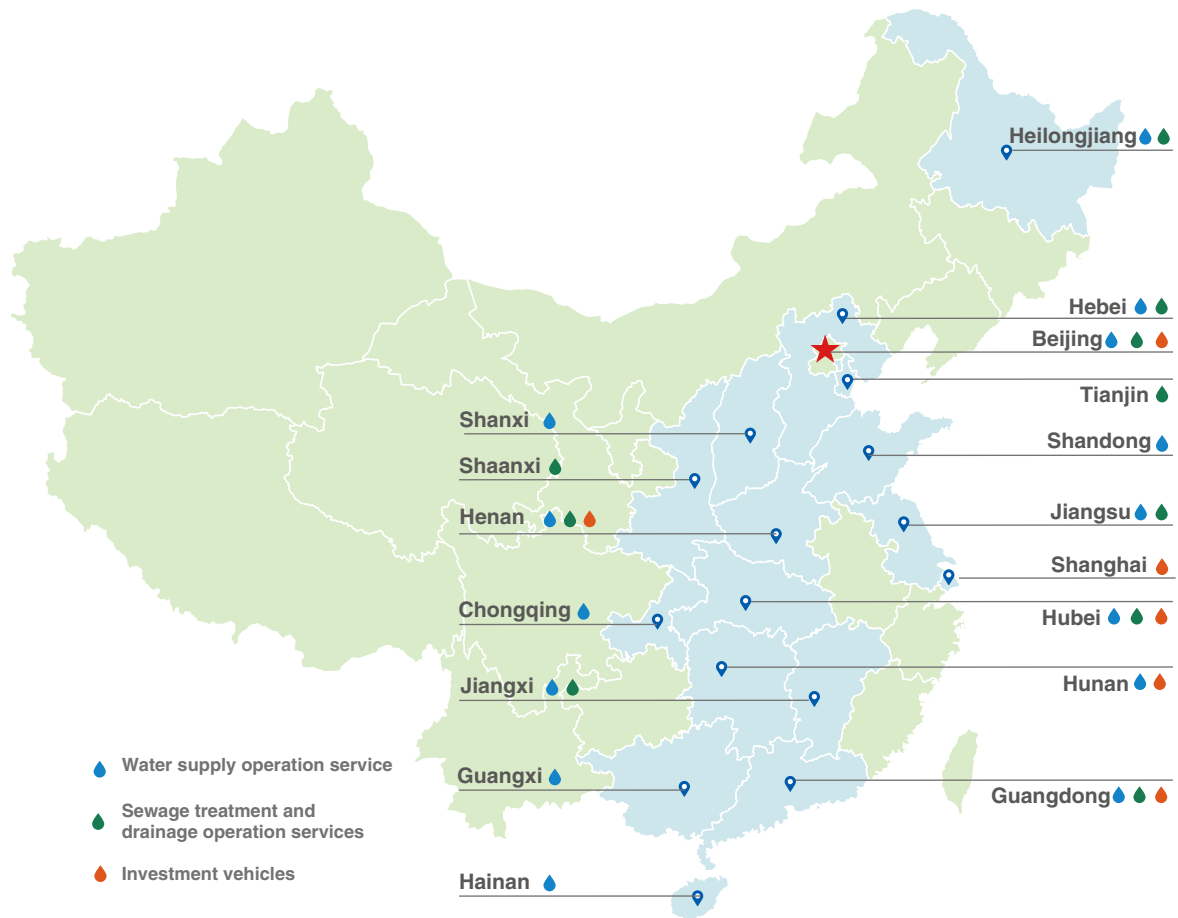 Heilongjiang
Hebei
Beijing
Tianjin
Shanxi
Shandong
Shaanxi
Henan
Jiangsu
Shanghai
Chongqing
Hubei
Jiangxi
Hunan
Water supply operation service
Guangxi
Guangdong
Sewage treatment and
drainage operation services
Investment vehicles
Hainan